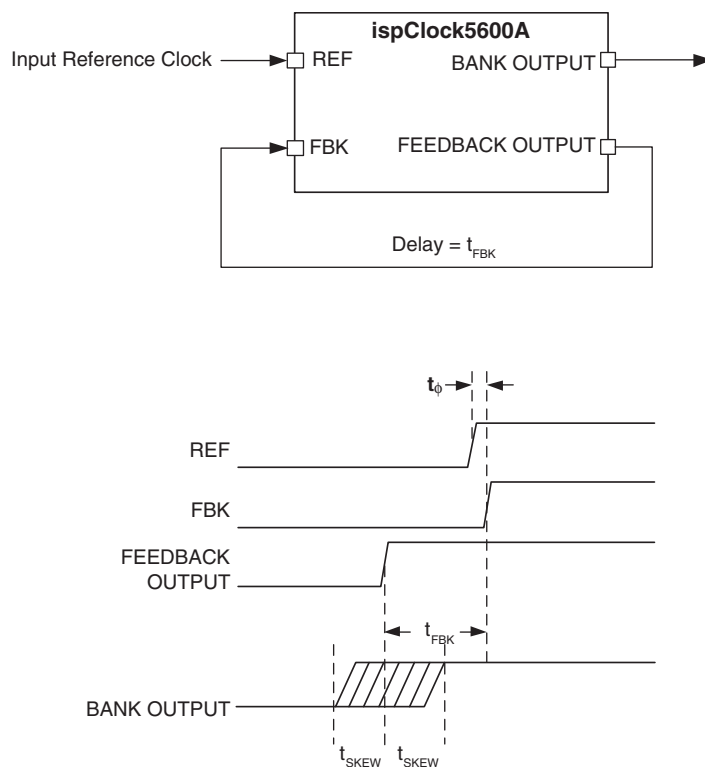 ispClock5600A
Input Reference Clock
REF
BANK OUTPUT
FBK
FEEDBACK OUTPUT
Delay = tFBK
tϕ
REF
FBK
FEEDBACK
OUTPUT
tFBK
BANK OUTPUT
tSKEW tSKEW